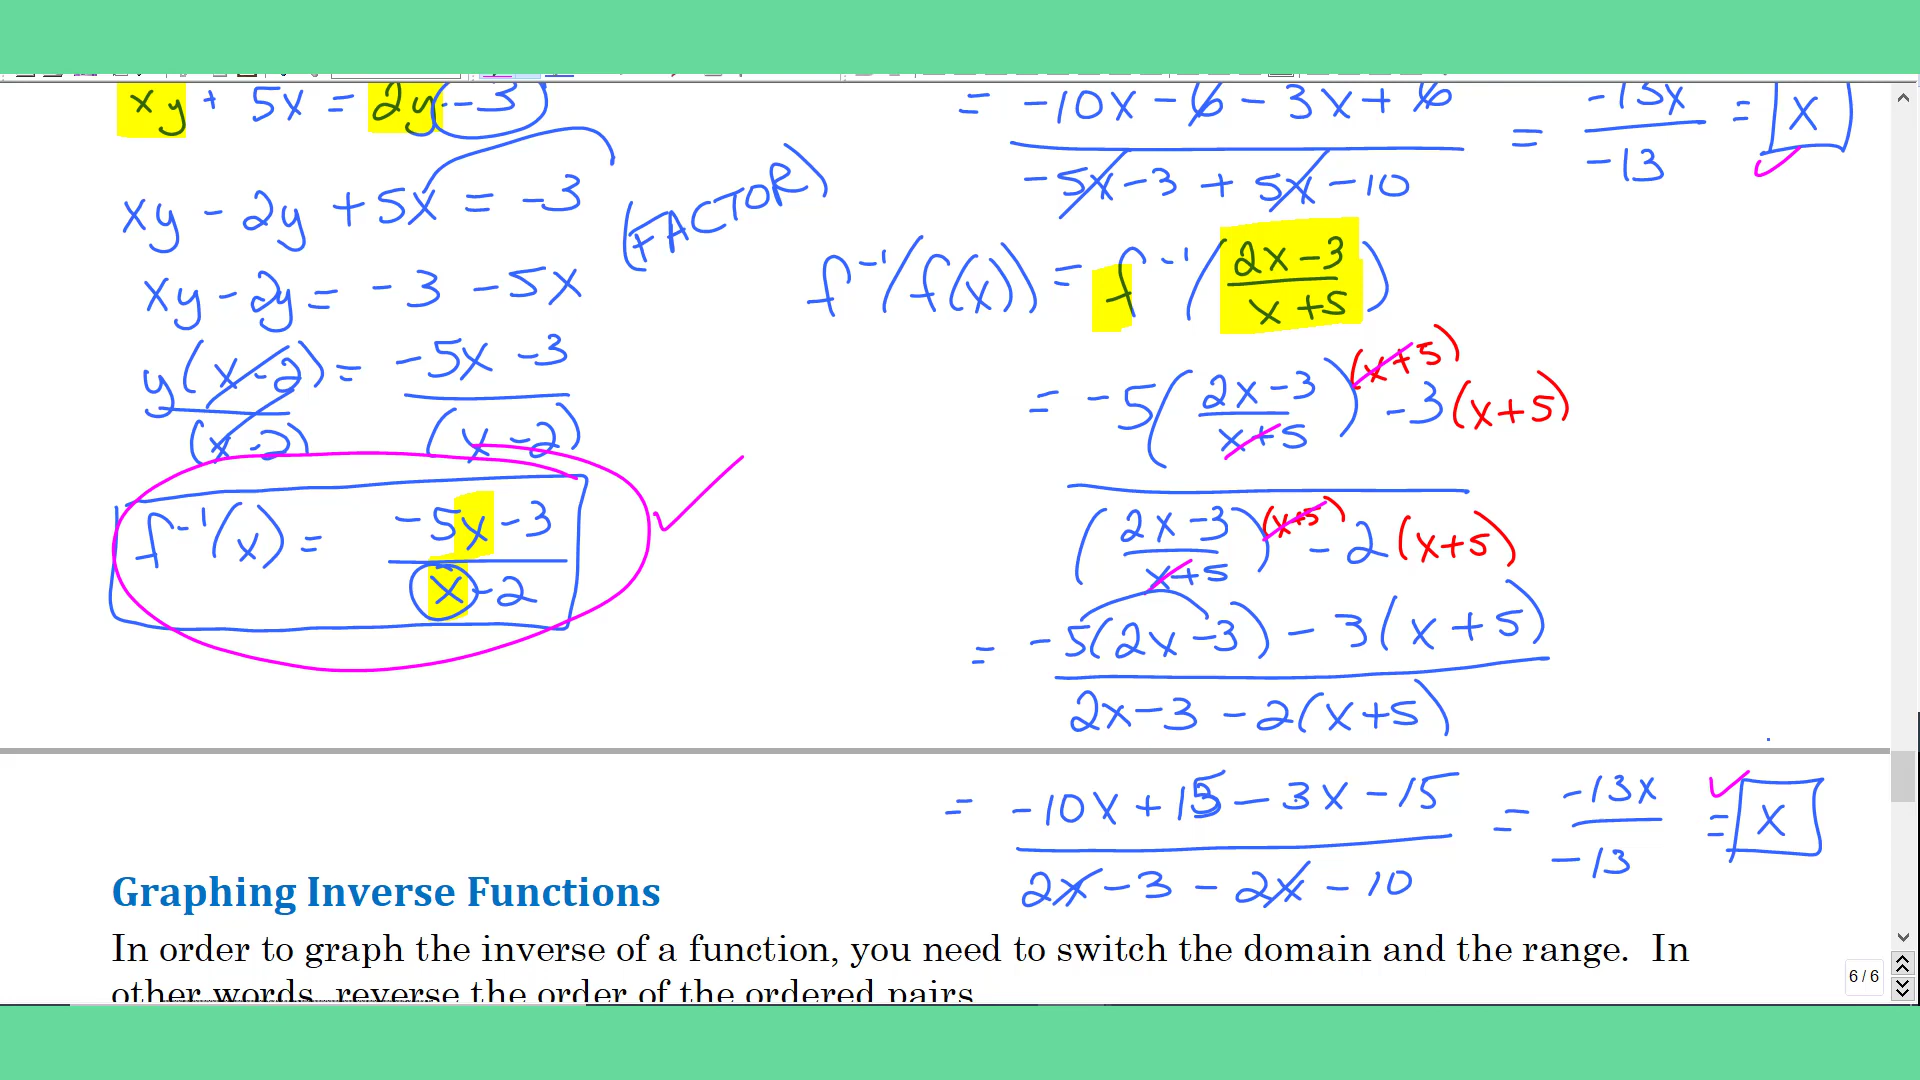 xy + 5x = 2y - 3
xy - 2y + 5x = -3
(FACTOR)
xy - 2y = -3 - 5x
y(x-2) = -5x - 3
(x-2) (x-2)
f⁻¹(x) = -5x - 3
x - 2
= -10x - 6 - 3x + 6 = -13x = x
-5x - 3 + 5x - 10 -13
f⁻¹(f(x)) = f⁻¹(2x-3
x+5)
= -5(2x-3)(x+5) - 3(x+5)
x+5
(2x-3)(x+5) - 2(x+5)
x+5
= -5(2x-3) - 3(x+5)
2x-3 - 2(x+5)
= -10x + 15 - 3x - 15 = -13x = x
2x - 3 - 2x - 10 -13
Graphing Inverse Functions
In order to graph the inverse of a function, you need to switch the domain and the range. In
other words, reverse the order of the ordered pairs
6 / 6